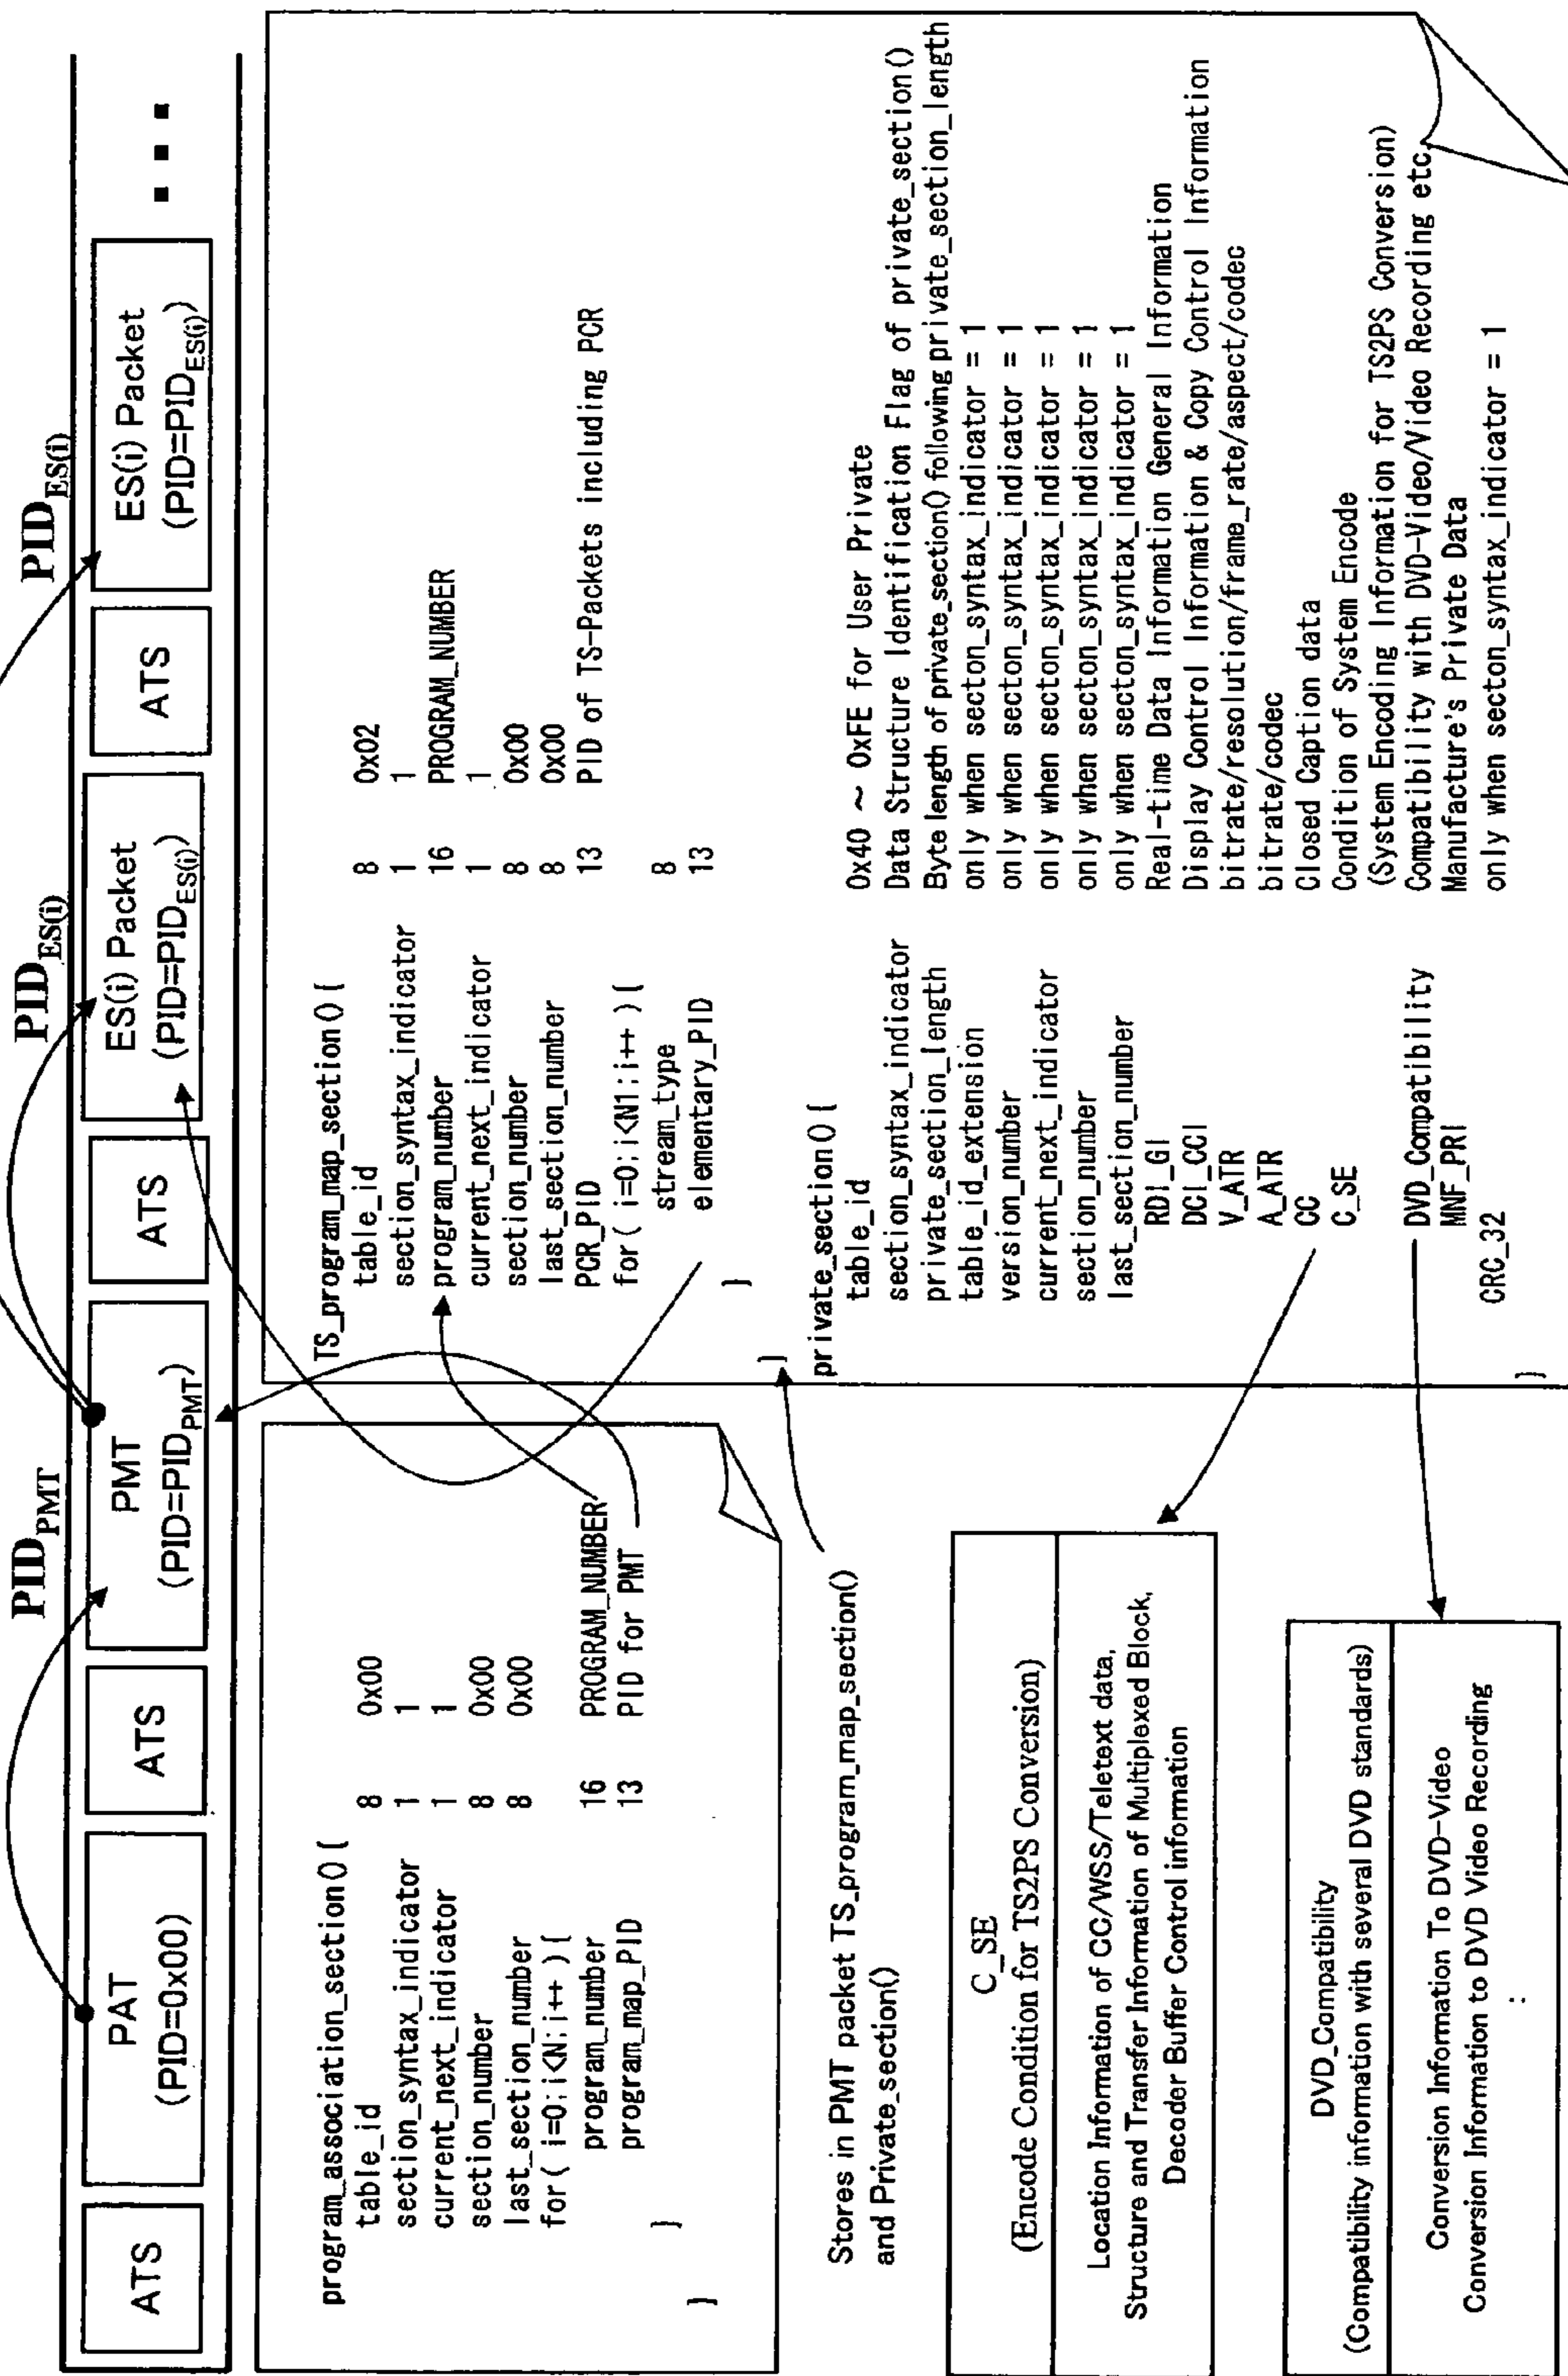 PID_PMT
PID_ES(i)
PID_ES(i)
ATS
PAT
(PID=0x00)
ATS
PMT
(PID=PID_PMT)
ATS
ES(i) Packet
(PID=PID_ES(i))
ATS
ES(i) Packet
(PID=PID_ES(i))
program_association_section(){
table_id 8 0x00
section_syntax_indicator 1 1
current_next_indicator 1 1
section_number 8 0x00
last_section_number 8 0x00
for( i=0;i<N;i++ ){
program_number 16 PROGRAM_NUMBER
program_map_PID 13 PID for PMT
}
}
TS_program_map_section(){
table_id 8 0x02
section_syntax_indicator 1 1
program_number 16 PROGRAM_NUMBER
current_next_indicator 1 1
section_number 8 0x00
last_section_number 8 0x00
PCR_PID 13 PID of TS-Packets including PCR
for( i=0;i<N1;i++ ){
stream_type 8
elementary_PID 13
}
}
private_section(){
table_id 0x40 ~ 0xFE for User Private
section_syntax_indicator Data Structure Identification Flag of private_section()
private_section_length Byte length of private_section() following private_section_length
table_id_extension only when secton_syntax_indicator = 1
version_number only when secton_syntax_indicator = 1
current_next_indicator only when secton_syntax_indicator = 1
section_number only when secton_syntax_indicator = 1
last_section_number only when secton_syntax_indicator = 1
RDI_GI Real-time Data Information General Information
DCI_CCI Display Control Information & Copy Control Information
V_ATR bitrate/resolution/frame_rate/aspect/codec
A_ATR bitrate/codec
CC Closed Caption data
C_SE Condition of System Encode
(System Encoding Information for TS2PS Conversion)
DVD_Compatibility Compatibility with DVD-Video/Video Recording etc.
MNF_PRI Manufacture's Private Data
CRC_32 only when secton_syntax_indicator = 1
}
Stores in PMT packet TS_program_map_section()
and Private_section()
C_SE
(Encode Condition for TS2PS Conversion)
Location Information of CC/WSS/Teletext data,
Structure and Transfer Information of Multiplexed Block,
Decoder Buffer Control information
DVD_Compatibility
(Compatibility information with several DVD standards)
Conversion Information To DVD-Video
Conversion Information to DVD Video Recording
: